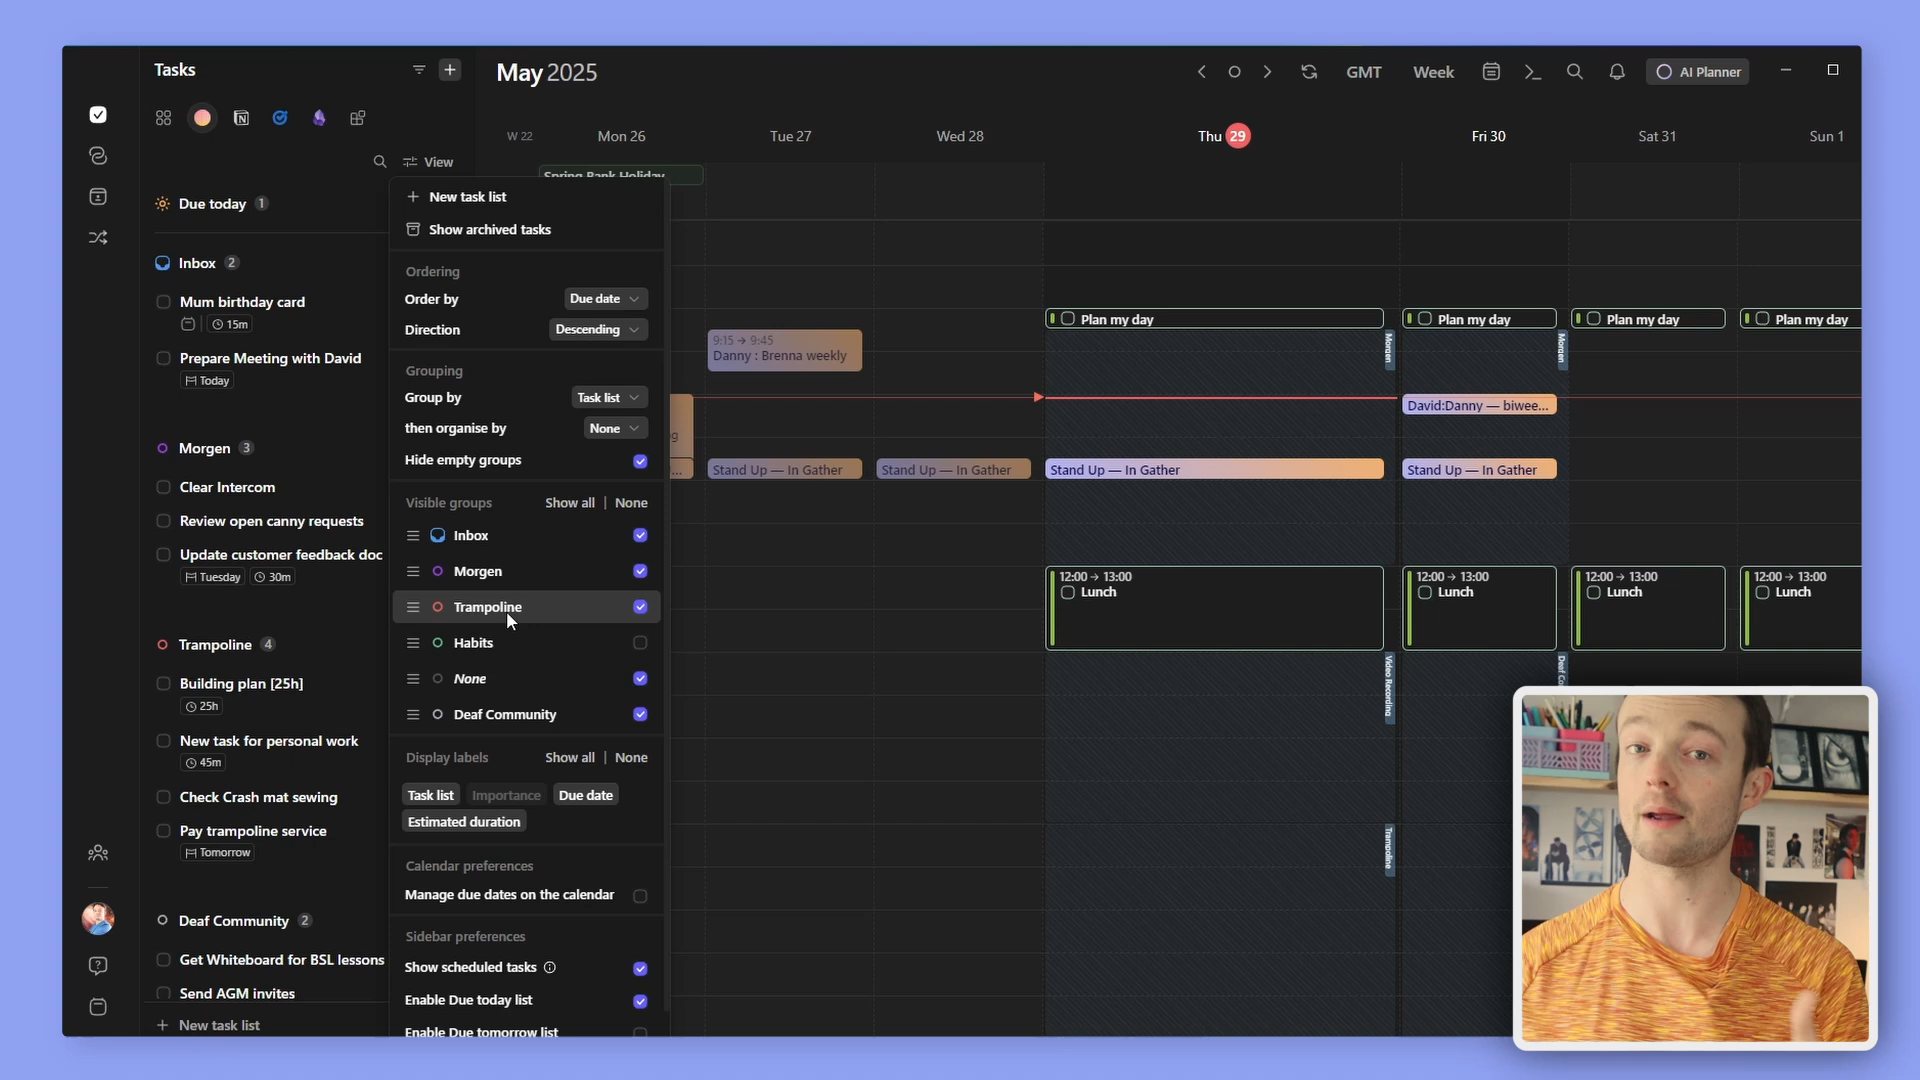 Tasks
View
Due today 1
Inbox 2
Mum birthday card
15m
Prepare Meeting with David
Today
Morgen 3
Clear Intercom
Review open canny requests
Update customer feedback doc
Tuesday 30m
Trampoline 4
Building plan [25h]
25h
New task for personal work
45m
Check Crash mat sewing
Pay trampoline service
Tomorrow
Deaf Community 2
Get Whiteboard for BSL lessons
Send AGM invites
New task list
New task list
Show archived tasks
Ordering
Order by Due date
Direction Descending
Grouping
Group by Task list
then organise by None
Hide empty groups
Visible groups Show all | None
Inbox
Morgen
Trampoline
Habits
None
Deaf Community
Display labels Show all | None
Task list Importance Due date
Estimated duration
Calendar preferences
Manage due dates on the calendar
Sidebar preferences
Show scheduled tasks
Enable Due today list
Enable Due tomorrow list
May 2025
GMT Week AI Planner
W 22 Mon 26 Tue 27 Wed 28 Thu 29 Fri 30 Sat 31 Sun 1
Spring Bank Holiday
Plan my day Plan my day Plan my day Plan my day
Morgen Morgen
9:15 → 9:45
Danny : Brenna weekly
David:Danny — biwee...
g
... Stand Up — In Gather Stand Up — In Gather Stand Up — In Gather Stand Up — In Gather
12:00 → 13:00 12:00 → 13:00 12:00 → 13:00 12:00 → 13:00
Lunch Lunch Lunch Lunch
Video Recording
Deaf Co
Trampoline